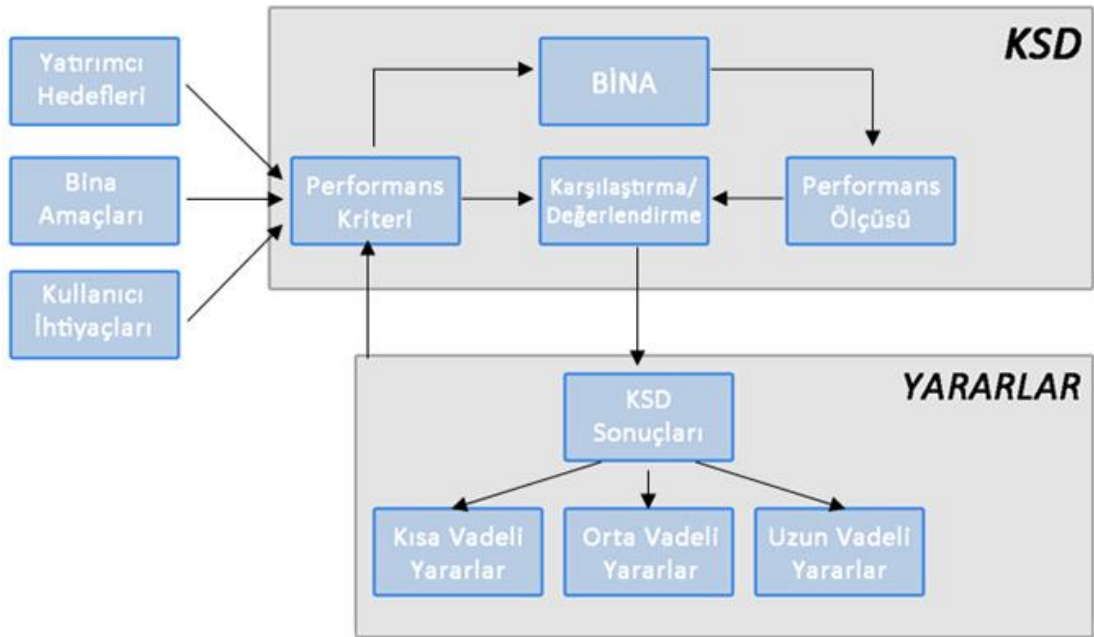 KSD
Yatırımcı
Hedefleri
BİNA
Bina
Amaçları
Performans
Kriteri
Karşılaştırma/
Değerlendirme
Performans
Ölçüsü
Kullanıcı
İhtiyaçları
YARARLAR
KSD
Sonuçları
Kısa Vadeli
Yararlar
Orta Vadeli
Yararlar
Uzun Vadeli
Yararlar